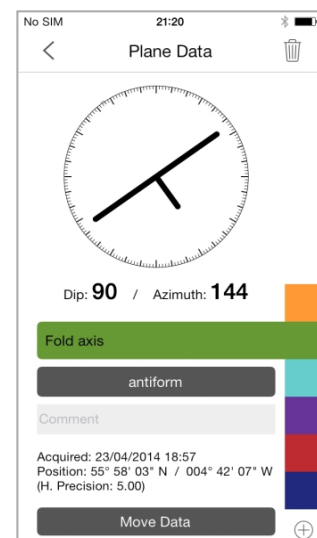 No SIM 21:20
Plane Data
Dip: 90 / Azimuth: 144
Fold axis
antiform
Comment
Acquired: 23/04/2014 18:57
Position: 55° 58' 03" N / 004° 42' 07" W
(H. Precision: 5.00)
Move Data